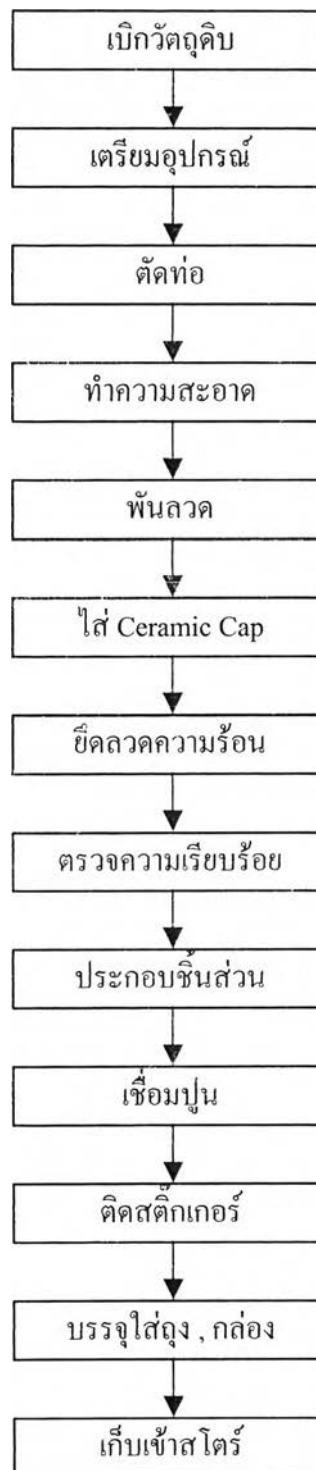 เบิกวัตถุดิบ
เตรียมอุปกรณ์
ตัดท่อ
ทำความสะอาด
พันลวด
ใส่ Ceramic Cap
ยึดลวดความร้อน
ตรวจความเรียบร้อย
ประกอบชิ้นส่วน
เชื่อมปูน
ติดสติ๊กเกอร์
บรรจุใส่ถุง , กล่อง
เก็บเข้าสโตร์